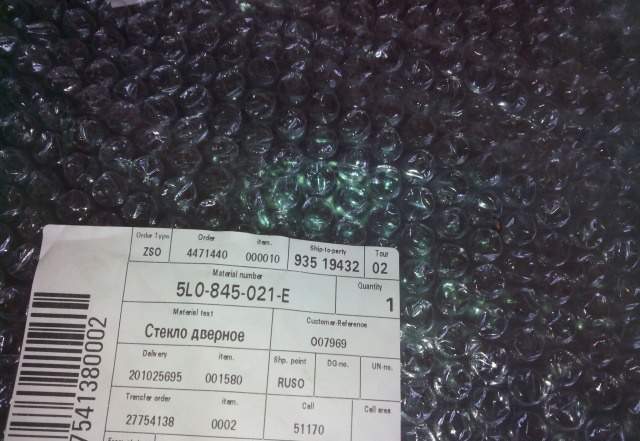 Order Type Order item. Ship-to-party Tour
ZSO 4471440 000010 935 19432 02
Material number Quantity
5L0-845-021-E 1
Material text Customer-Reference
Стекло дверное 007969
Delivery item. Shp. point DG-no. UN-no.
201025695 001580 RUSO
Transfer order item. Cell Cell area
27754138 0002 51170
7541380002